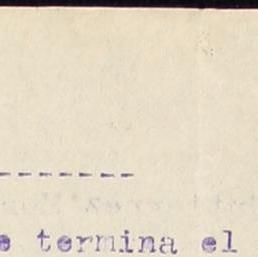 --------
e termina el